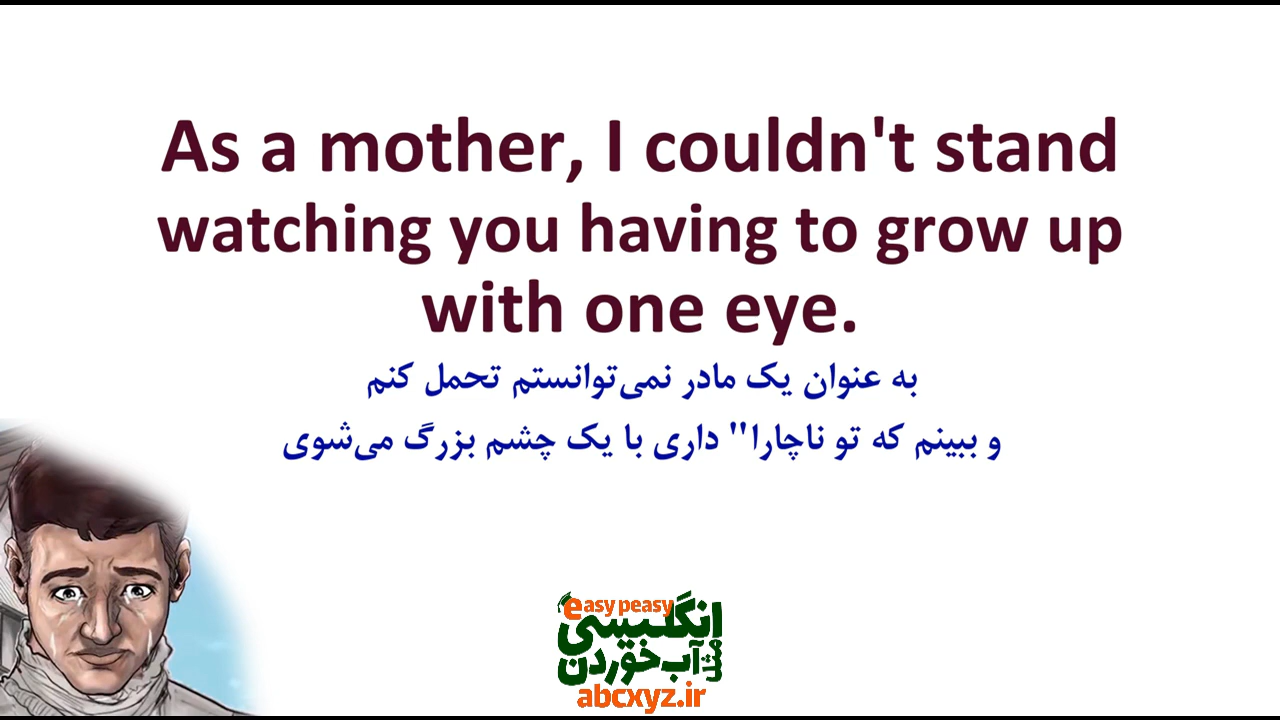 As a mother, I couldn't stand
watching you having to grow up
with one eye.
به عنوان یک مادر نمی‌توانستم تحمل کنم
و ببینم که تو ناچارا" داری با یک چشم بزرگ می‌شوی
easy peasy
انگلیسی
مثل آب خوردن
abcxyz.ir